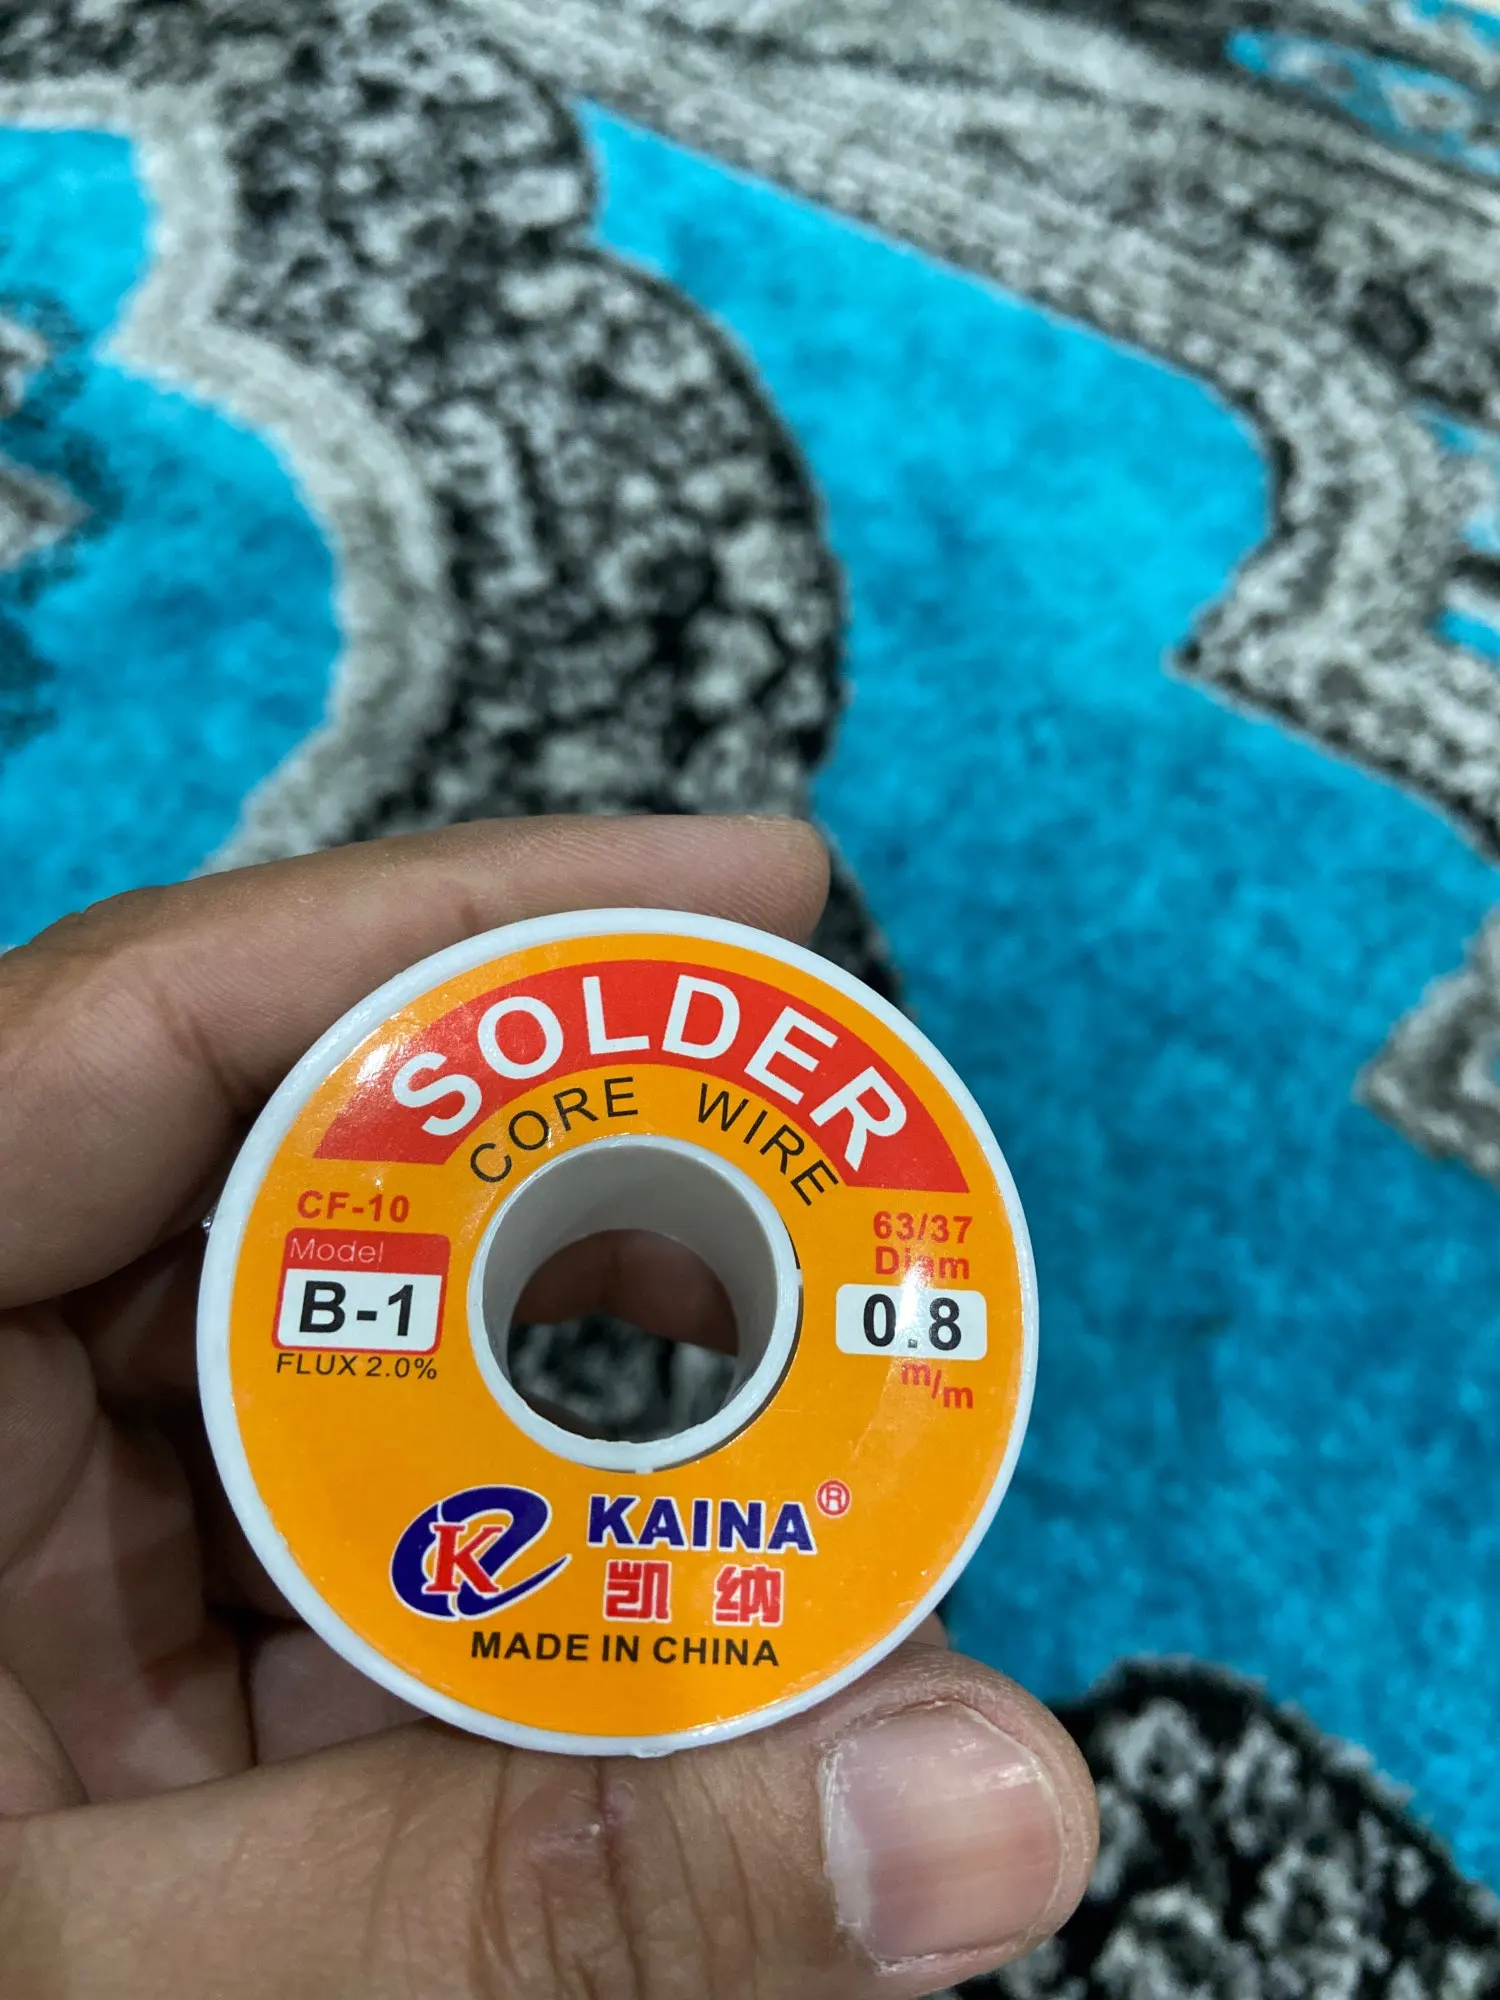 SOLDER
CORE WIRE
CF-10
Model
B-1
FLUX 2.0%
63/37
Diam
0.8
m/m
K
KAINA®
凯 纳
MADE IN CHINA